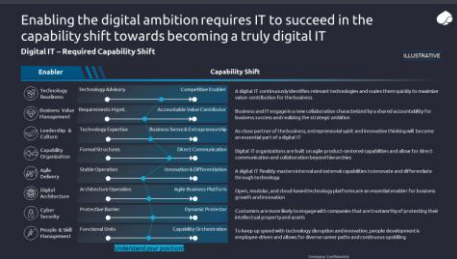 Enabling the digital ambition requires IT to succeed in the
capability shift towards becoming a truly digital IT
Digital IT – Required Capability Shift
ILLUSTRATIVE
Enabler
Capability Shift
Technology
Readiness
Technology Advisory
Competitive Enabler
A digital IT continuously identifies relevant technologies and scales them quickly to maximize
value contribution for the business
Business Value
Management
Requirements Mgmt.
Accountable Value Contributor
Business and IT engage in a new collaboration characterized by a shared accountability for
business success and making the strategic ambition
Leadership &
Culture
Technology Expertise
Business Sense & Entrepreneurship
As close partner of the business, entrepreneurial spirit and innovative thinking will become
an essential part of a digital IT
Capability
Organization
Formal Structures
Direct Communication
Digital IT organizations are built on agile product-centered capabilities and allow for direct
communication and collaboration beyond hierarchies
Agile
Delivery
Stable Operation
Innovation & Differentiation
A digital IT flexibly masters internal and external capabilities to innovate and differentiate
through technology
Digital
Architecture
Architecture Operation
Agile Business Platform
Open, modular, and cloud-based technology platforms are an essential enabler for business
growth and innovation
Cyber
Security
Protective Barrier
Dynamic Protector
Customers are more likely to engage with companies that are trustworthy of protecting their
intellectual property and assets
People & Skill
Management
Functional Units
Capability Orchestration
To keep up speed with technology disruption and innovation, people development is
employee-driven and allows for diverse career paths and continuous upskilling
Understand your position
Company Confidential